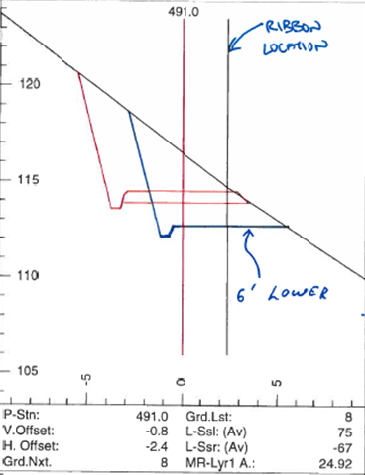 491.0
RIBBON
LOCATION
120
115
110
6' LOWER
105
-5
0
5
P-Stn: 491.0 Grd.Lst: 8
V.Offset: -0.8 L-Ssl: (Av) 75
H. Offset: -2.4 L-Ssr: (Av) -67
Grd.Nxt. 8 MR-Lyr1 A.: 24.92